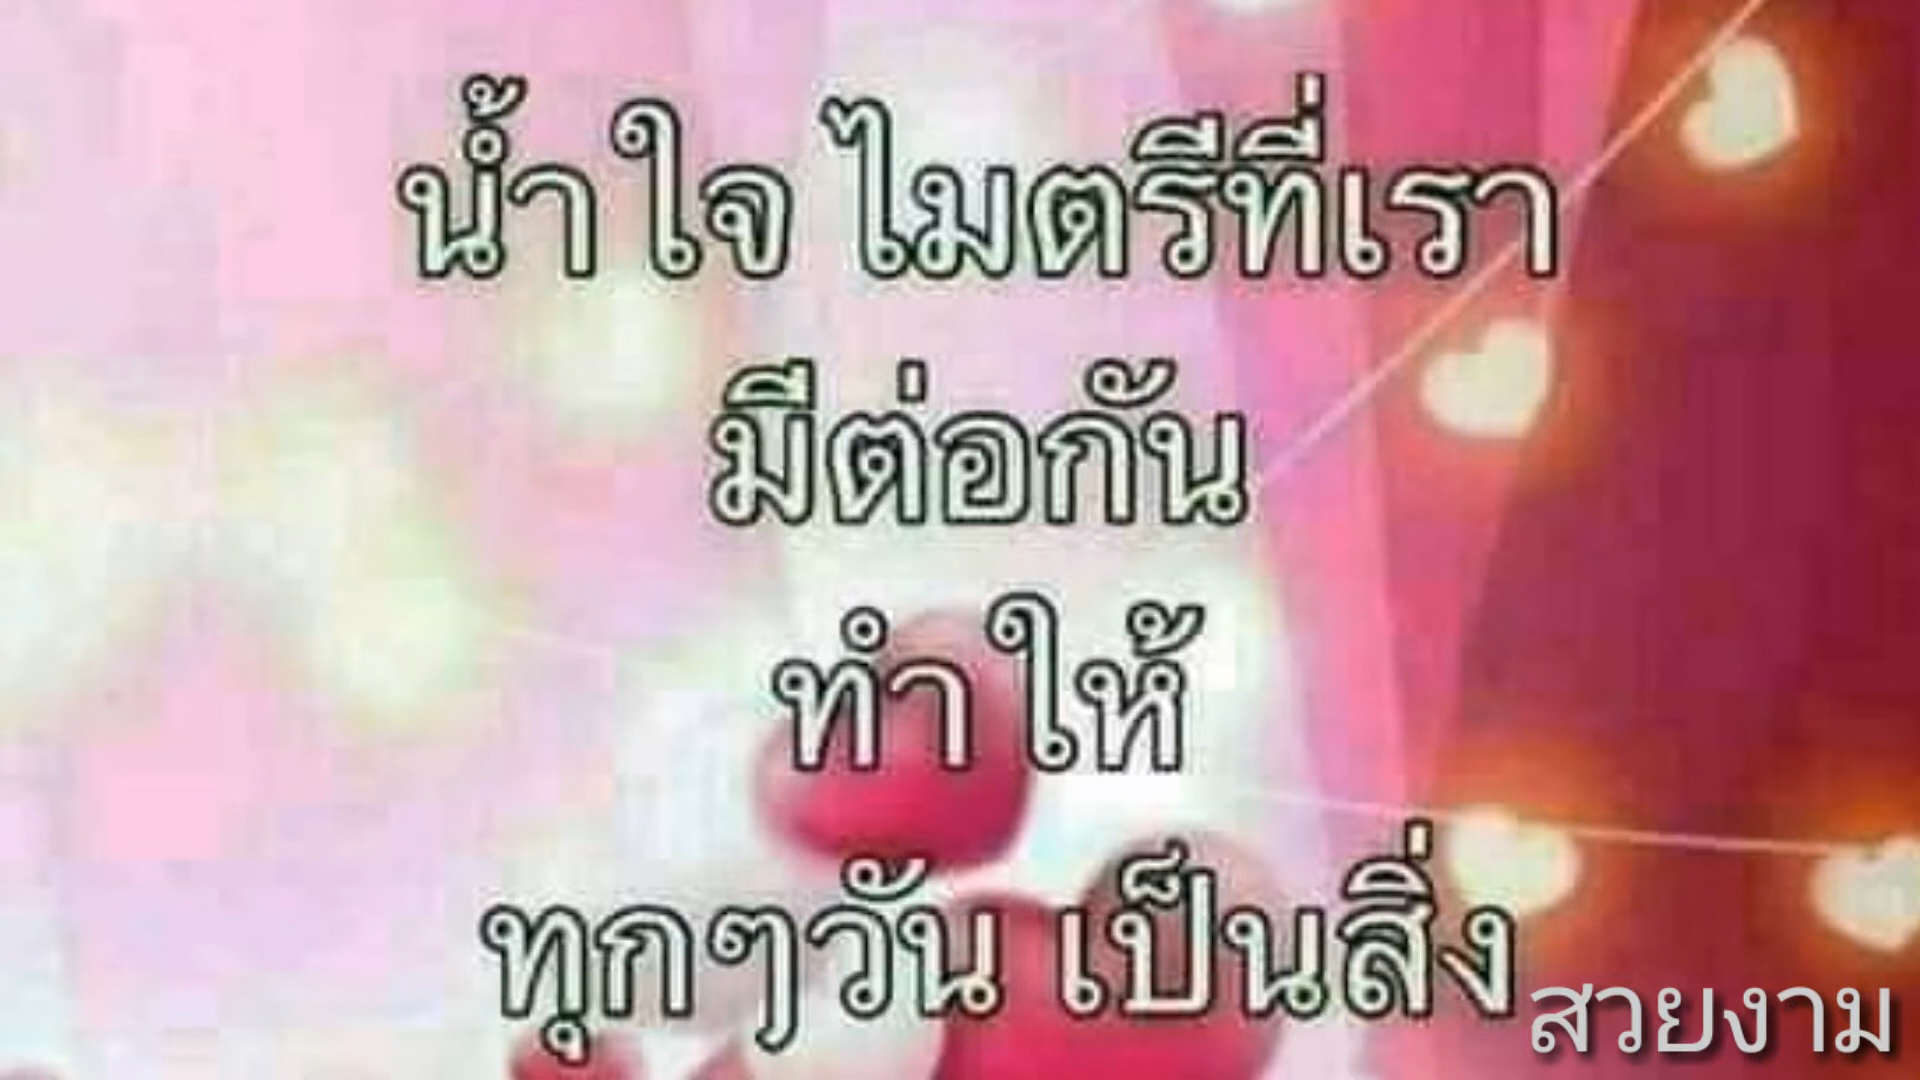 น้ำใจ ไมตรีที่เรา
มีต่อกัน
ทำให้
ทุกๆวัน เป็นสิ่ง
สวยงาม